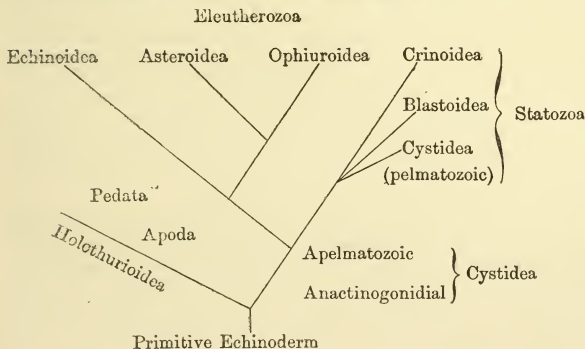 Eleutherozoa
Echinoidea Asteroidea Ophiuroidea Crinoidea
Blastoidea
Statozoa
Cystidea
(pelmatozoic)
Pedata
Apoda
Holothurioidea
Apelmatozoic
Cystidea
Anactinogonidial
Primitive Echinoderm